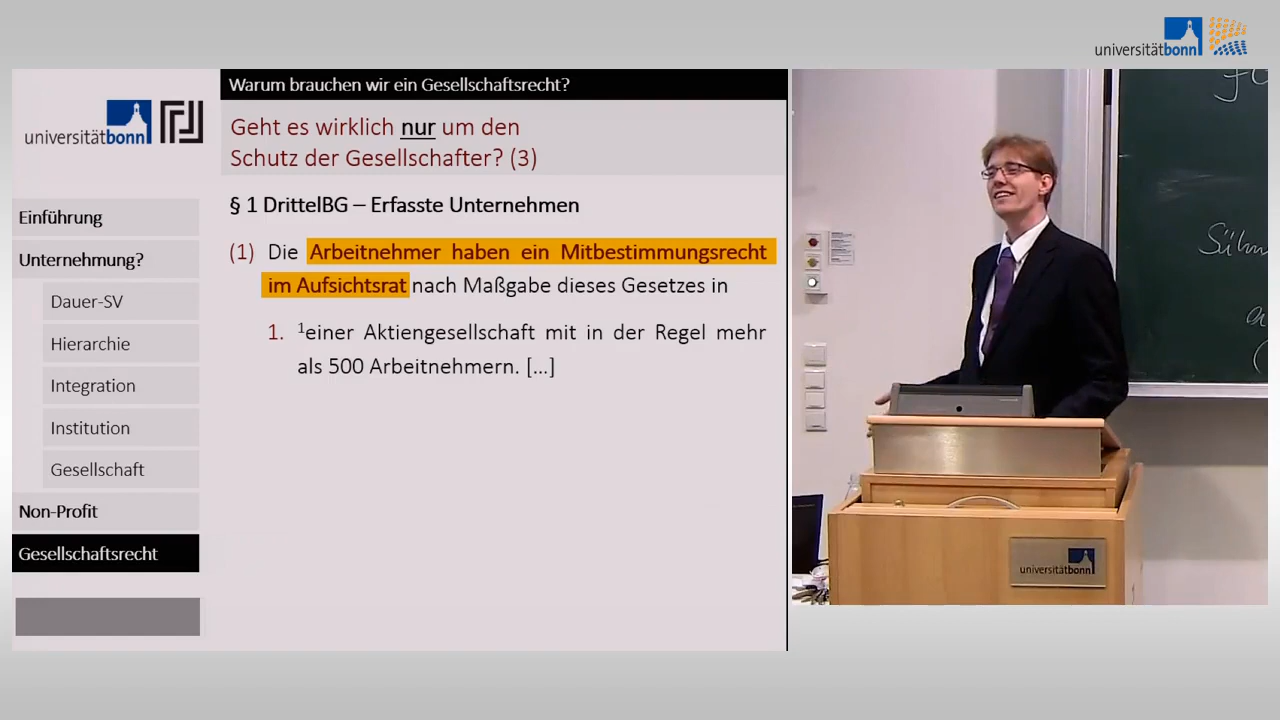 universitätbonn
universitätbonn
Warum brauchen wir ein Gesellschaftsrecht?
Geht es wirklich nur um den
Schutz der Gesellschafter? (3)
§ 1 DrittelBG – Erfasste Unternehmen
(1) Die Arbeitnehmer haben ein Mitbestimmungsrecht
im Aufsichtsrat nach Maßgabe dieses Gesetzes in
1. ¹einer Aktiengesellschaft mit in der Regel mehr
als 500 Arbeitnehmern. [...]
Einführung
Unternehmung?
Dauer-SV
Hierarchie
Integration
Institution
Gesellschaft
Non-Profit
Gesellschaftsrecht
universitätbonn